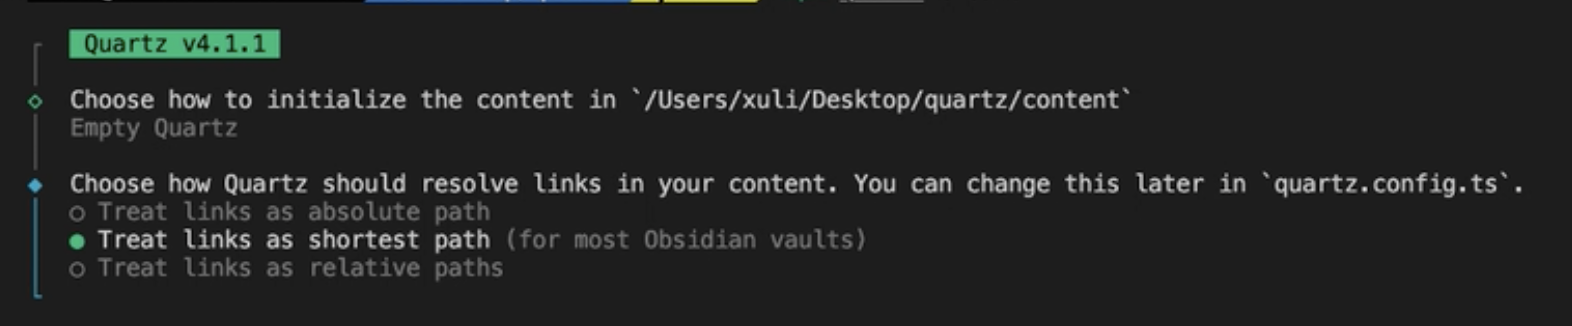 Quartz v4.1.1
Choose how to initialize the content in `/Users/xuli/Desktop/quartz/content`
Empty Quartz
Choose how Quartz should resolve links in your content. You can change this later in `quartz.config.ts`.
○ Treat links as absolute path
● Treat links as shortest path (for most Obsidian vaults)
○ Treat links as relative paths